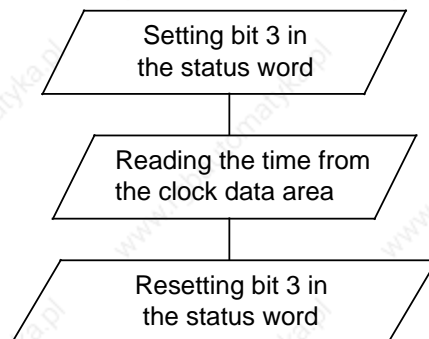 Setting bit 3 in
the status word
Reading the time from
the clock data area
Resetting bit 3 in
the status word